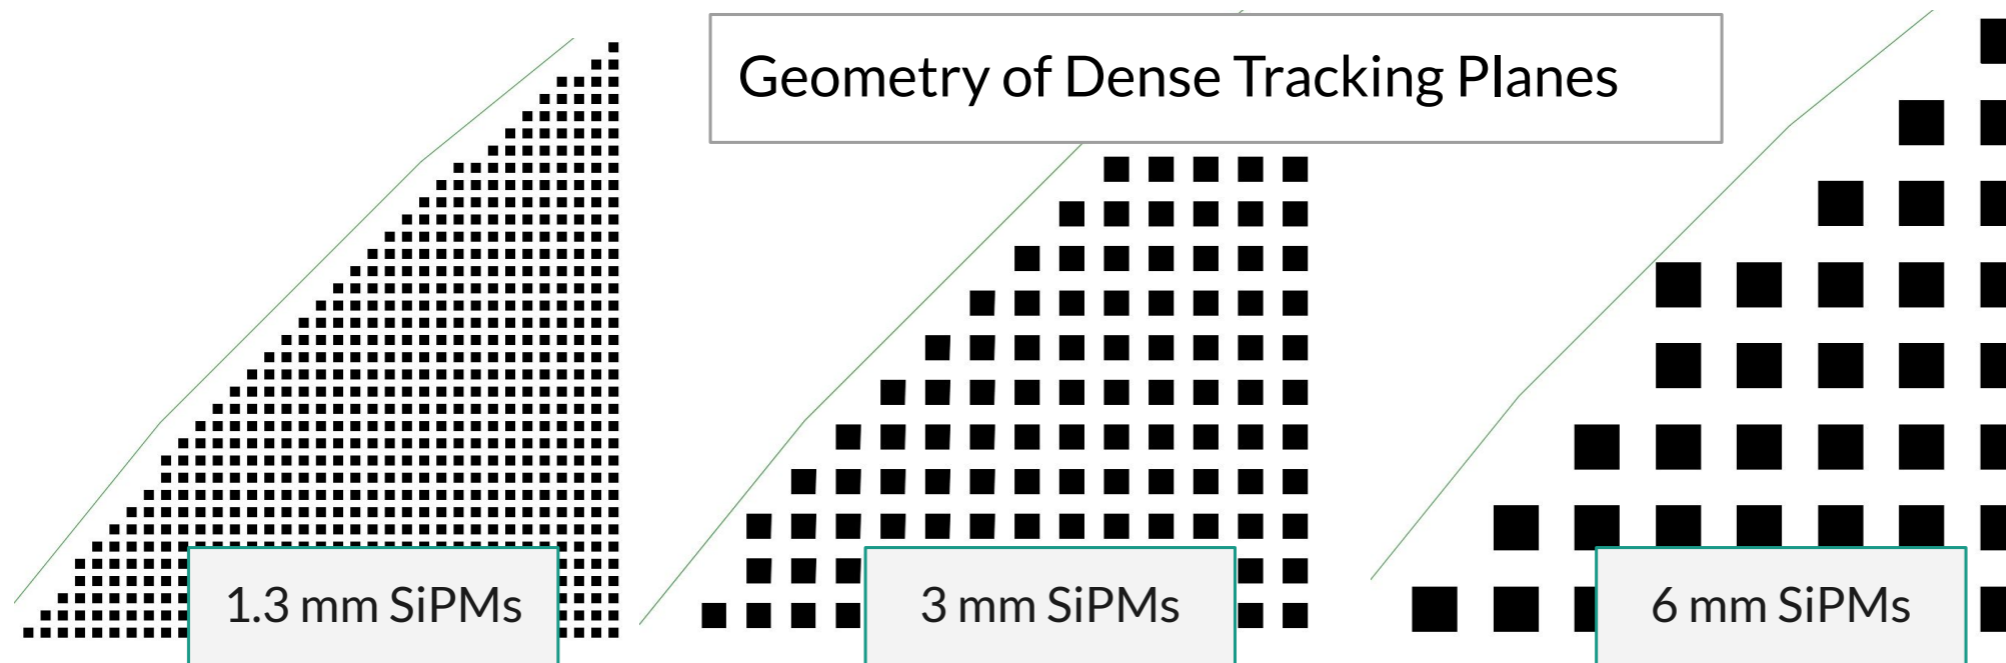 Geometry of Dense Tracking Planes
1.3 mm SiPMs
3 mm SiPMs
6 mm SiPMs